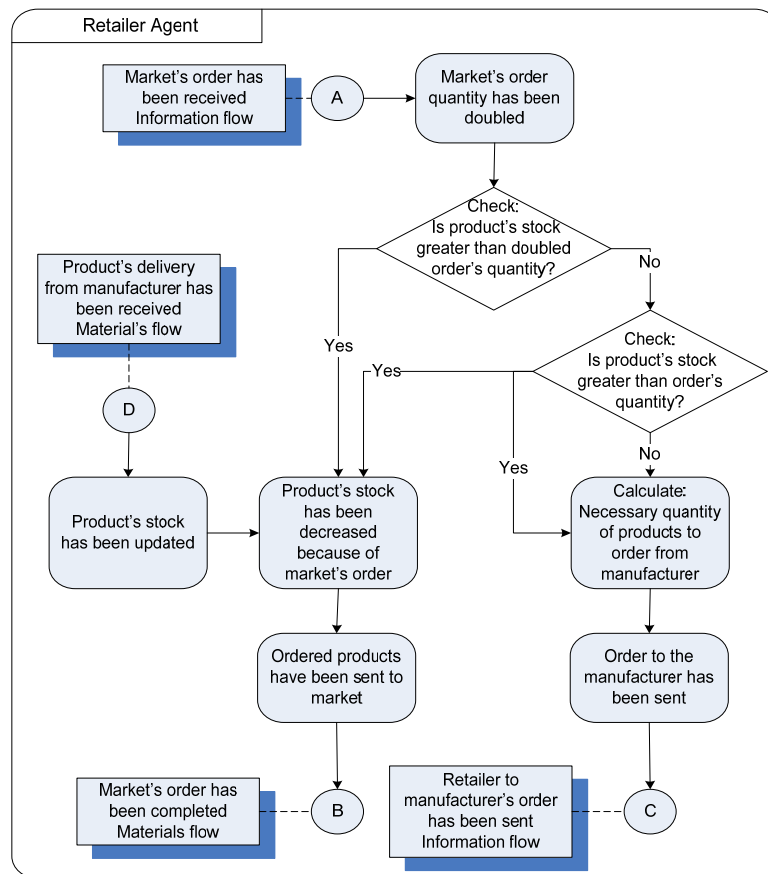 Retailer Agent
Market's order has
been received
Information flow
A
Market's order
quantity has been
doubled
Check:
Is product's stock
greater than doubled
order's quantity?
No
Product's delivery
from manufacturer has
been received
Material's flow
Yes
Check:
Is product's stock
greater than order's
quantity?
Yes
D
No
Yes
Product's stock
has been updated
Product's stock
has been
decreased
because of
market's order
Calculate:
Necessary quantity
of products to
order from
manufacturer
Ordered products
have been sent to
market
Order to the
manufacturer has
been sent
Market's order has
been completed
Materials flow
B
Retailer to
manufacturer's order
has been sent
Information flow
C